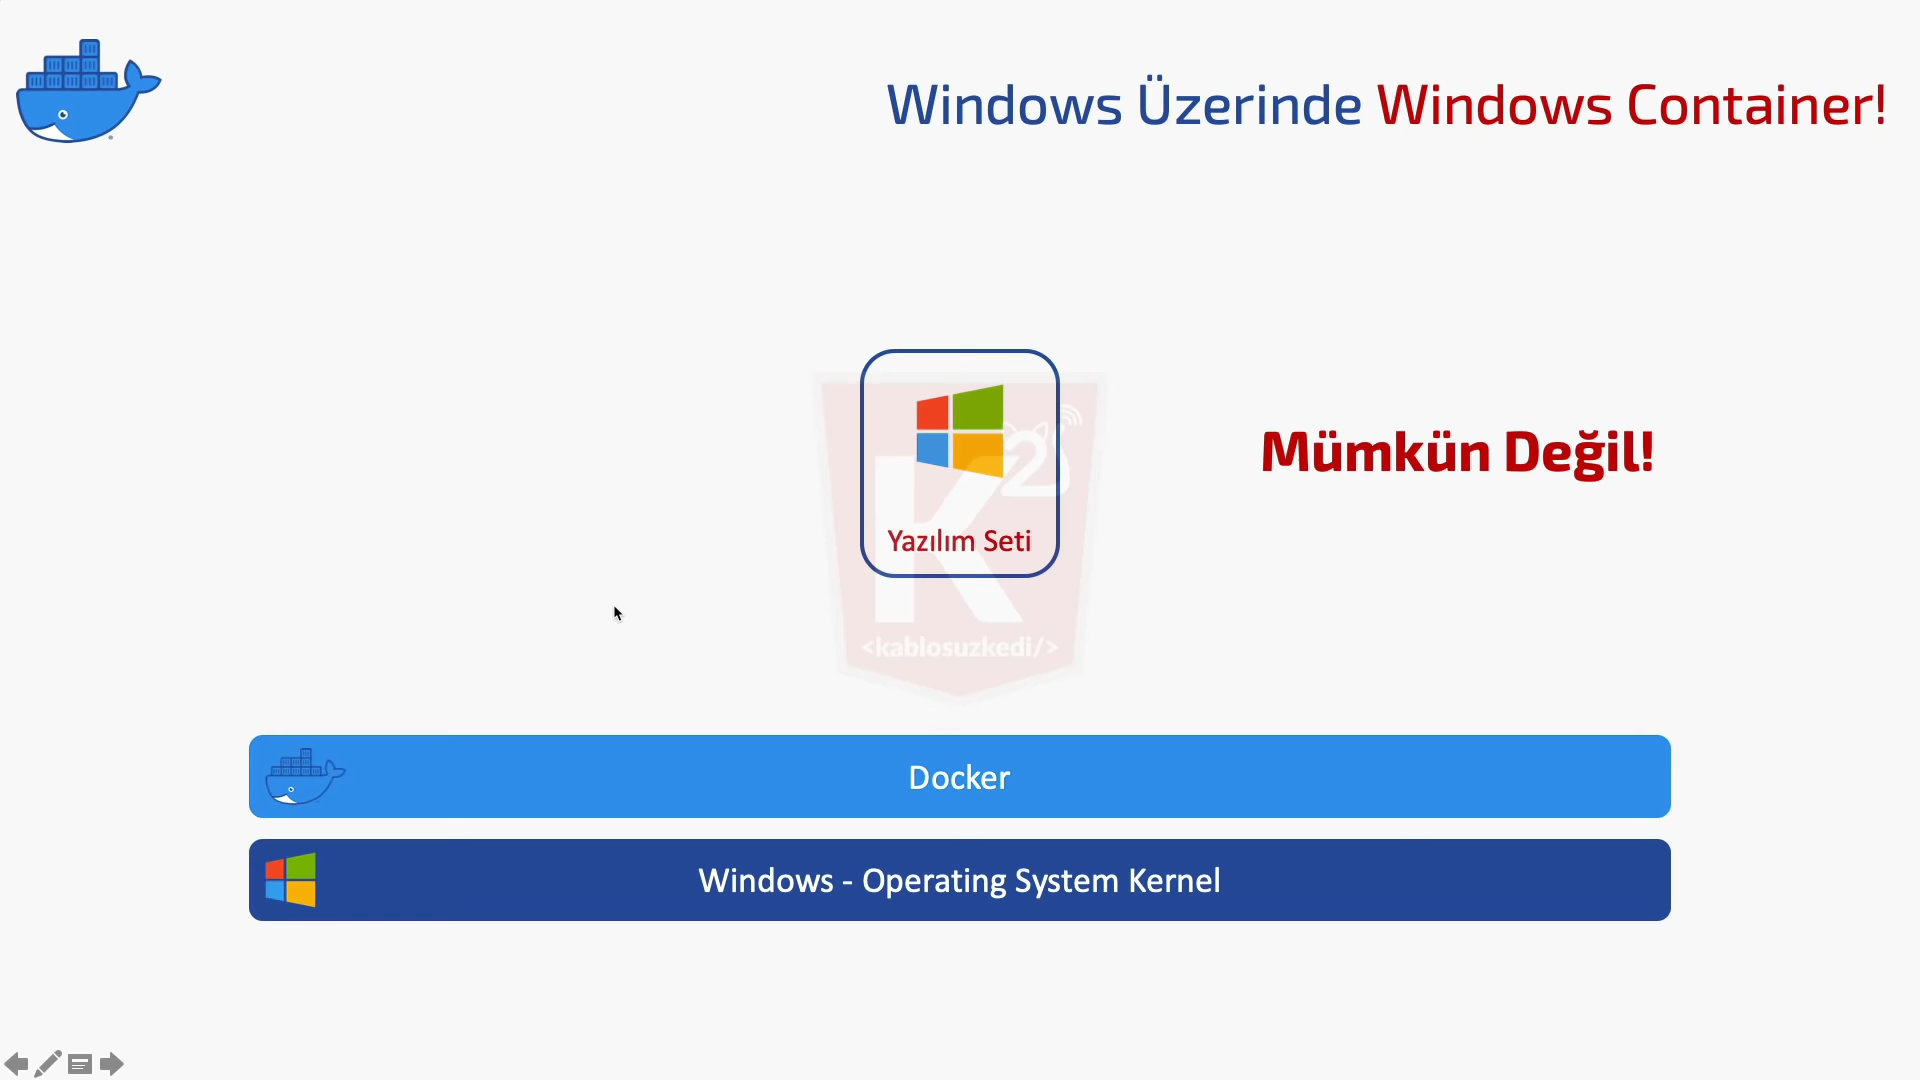 Windows Üzerinde Windows Container!
Mümkün Değil!
Yazılım Seti
<kablosuzkedi/>
Docker
Windows - Operating System Kernel